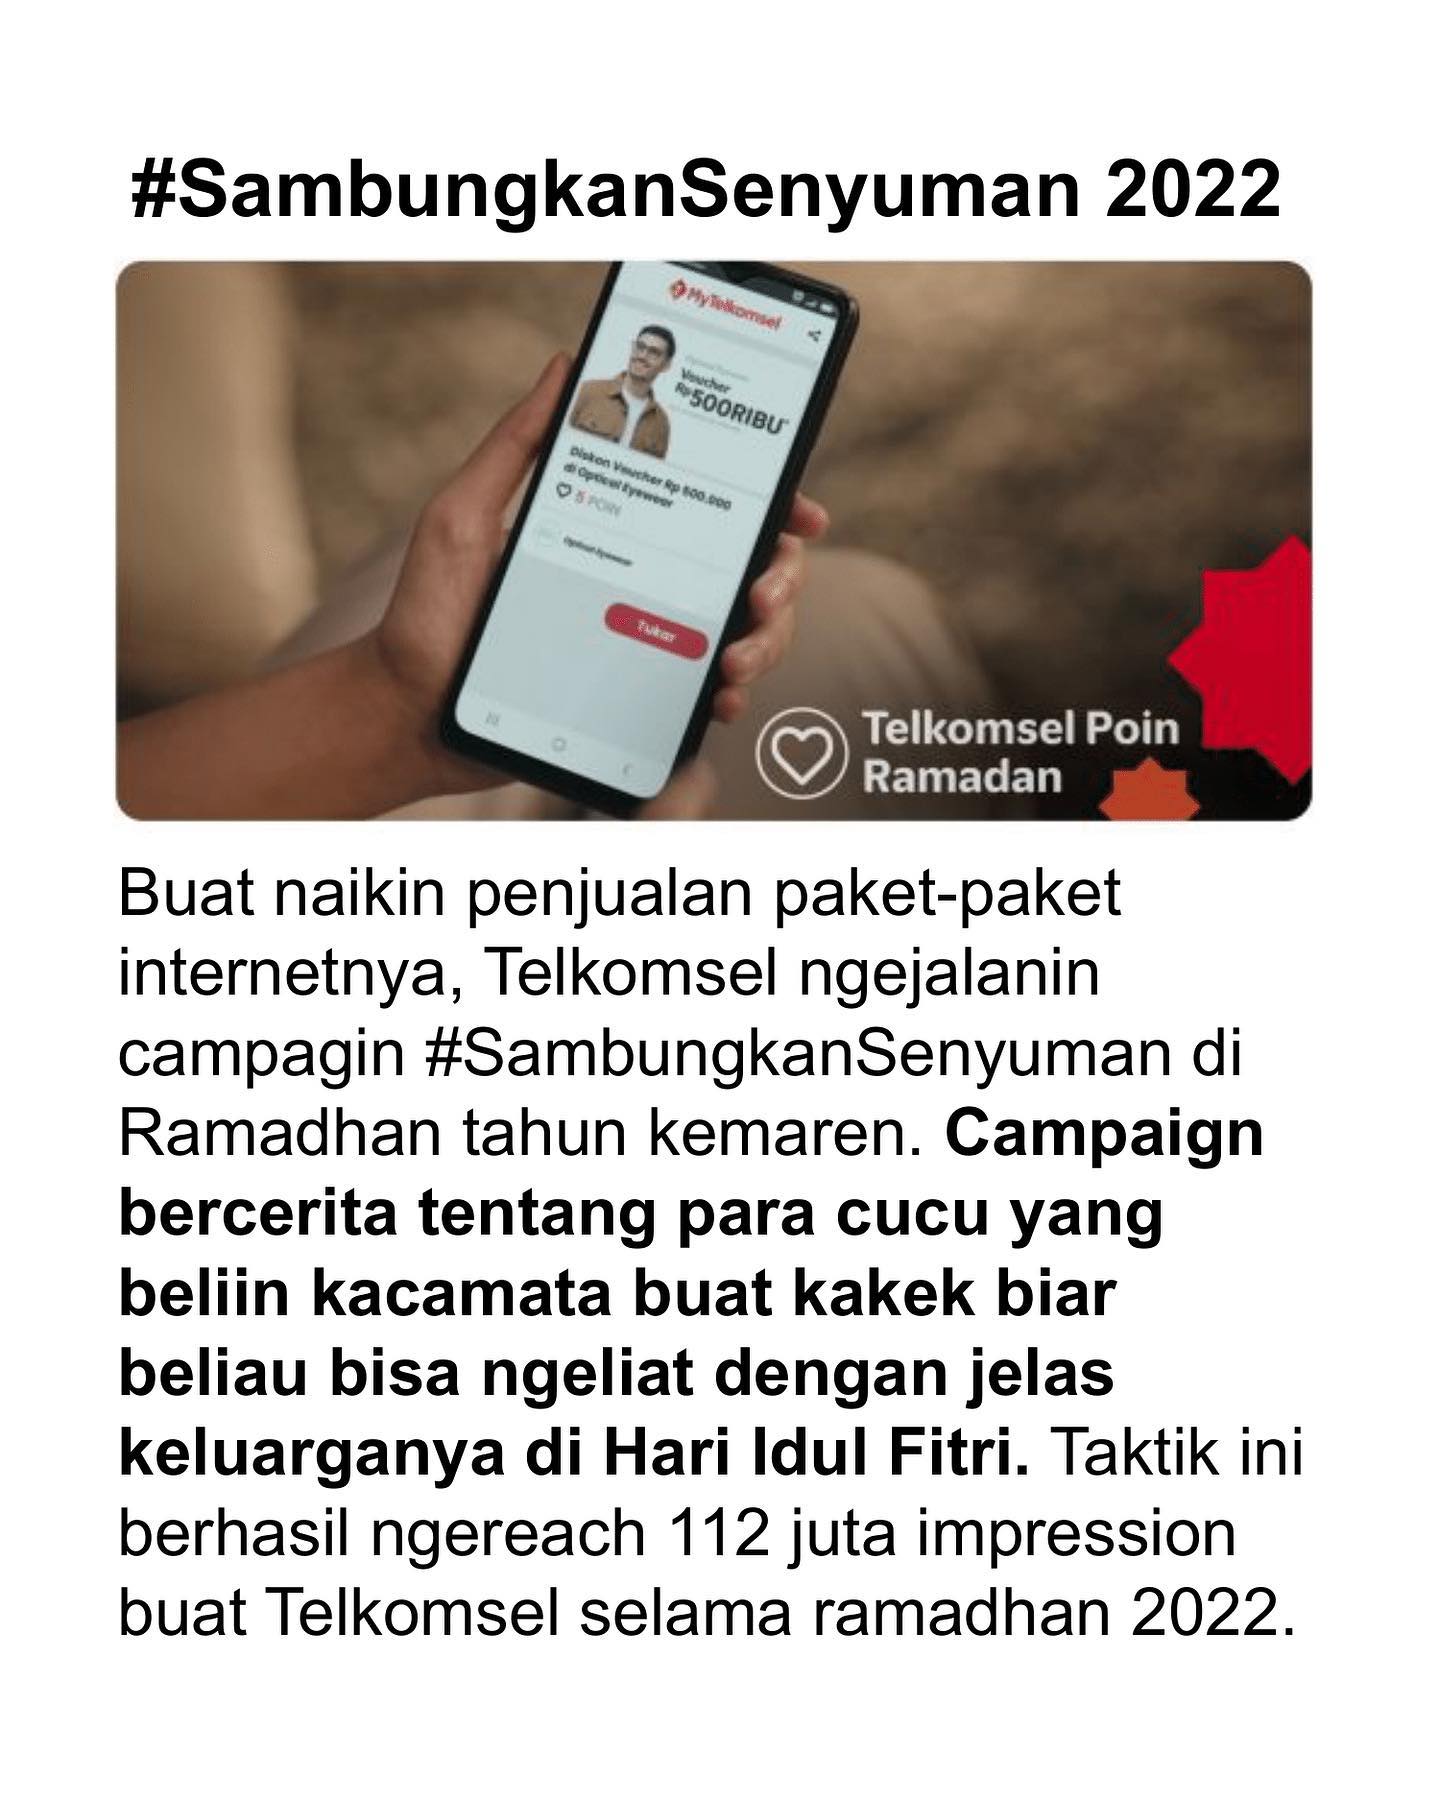 #SambungkanSenyuman 2022
MyTelkomsel
Voucher
Rp500RIBU*
Diskon Voucher Rp 500.000
di Optical Eyewear
5 POIN
Optical Eyewear
Tukar
Telkomsel Poin
Ramadan
Buat naikin penjualan paket-paket
internetnya, Telkomsel ngejalanin
campagin #SambungkanSenyuman di
Ramadhan tahun kemaren. Campaign
bercerita tentang para cucu yang
beliin kacamata buat kakek biar
beliau bisa ngeliat dengan jelas
keluarganya di Hari Idul Fitri. Taktik ini
berhasil ngereach 112 juta impression
buat Telkomsel selama ramadhan 2022.